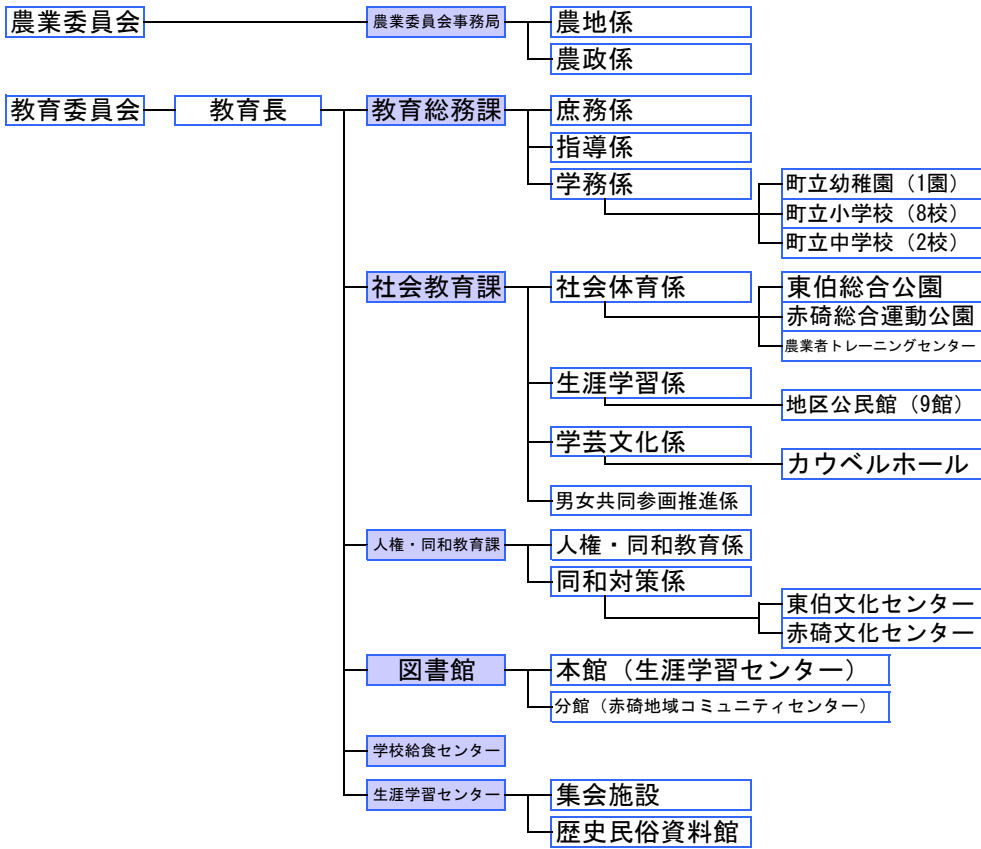 農業委員会
農業委員会事務局
農地係
農政係
教育委員会
教育長
教育総務課
庶務係
指導係
学務係
町立幼稚園（1園）
町立小学校（8校）
町立中学校（2校）
社会教育課
社会体育係
東伯総合公園
赤碕総合運動公園
農業者トレーニングセンター
生涯学習係
地区公民館（9館）
学芸文化係
カウベルホール
男女共同参画推進係
人権・同和教育課
人権・同和教育係
同和対策係
東伯文化センター
赤碕文化センター
図書館
本館（生涯学習センター）
分館（赤碕地域コミュニティセンター）
学校給食センター
生涯学習センター
集会施設
歴史民俗資料館